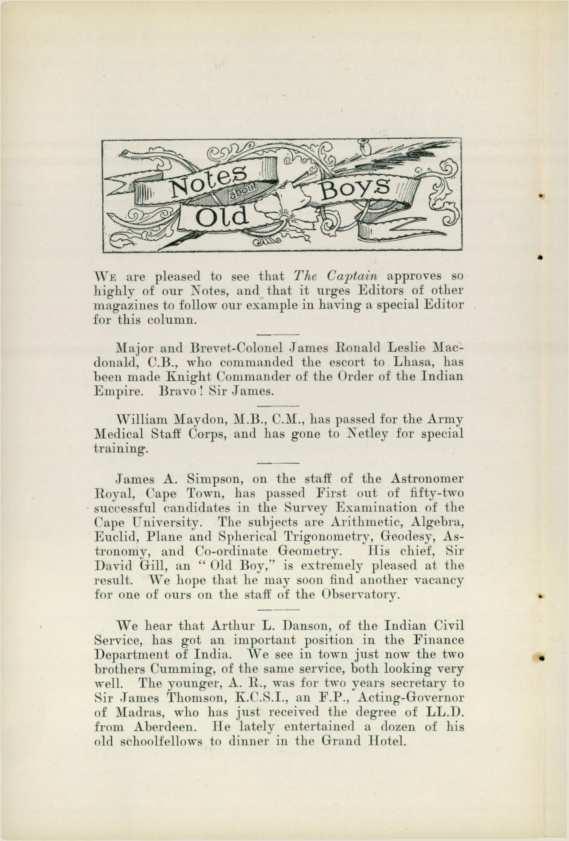 Notes
about
Old
Boys
WE are pleased to see that The Captain approves so
highly of our Notes, and that it urges Editors of other
magazines to follow our example in having a special Editor
for this column.
Major and Brevet-Colonel James Ronald Leslie Mac-
donald, C.B., who commanded the escort to Lhasa, has
been made Knight Commander of the Order of the Indian
Empire. Bravo! Sir James.
William Maydon, M.B., C.M., has passed for the Army
Medical Staff Corps, and has gone to Netley for special
training.
James A. Simpson, on the staff of the Astronomer
Royal, Cape Town, has passed First out of fifty-two
successful candidates in the Survey Examination of the
Cape University. The subjects are Arithmetic, Algebra,
Euclid, Plane and Spherical Trigonometry, Geodesy, As-
tronomy, and Co-ordinate Geometry. His chief, Sir
David Gill, an "Old Boy," is extremely pleased at the
result. We hope that he may soon find another vacancy
for one of ours on the staff of the Observatory.
We hear that Arthur L. Danson, of the Indian Civil
Service, has got an important position in the Finance
Department of India. We see in town just now the two
brothers Cumming, of the same service, both looking very
well. The younger, A. R., was for two years secretary to
Sir James Thomson, K.C.S.I., an F.P., Acting-Governor
of Madras, who has just received the degree of LL.D.
from Aberdeen. He lately entertained a dozen of his
old schoolfellows to dinner in the Grand Hotel.